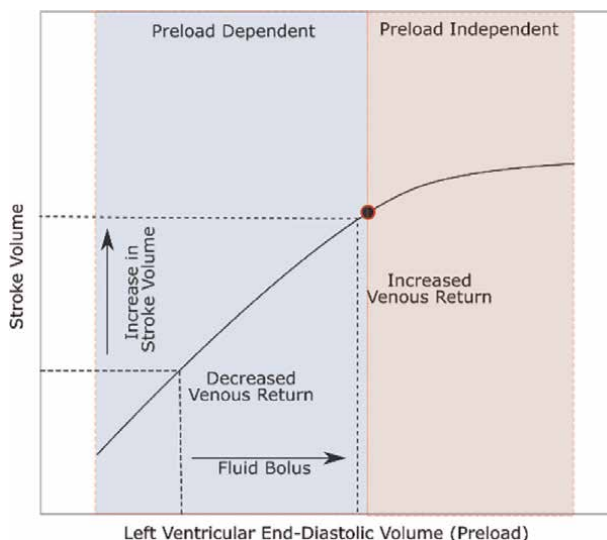 Preload Dependent
Preload Independent
Stroke Volume
Increase in
Stroke Volume
Increased
Venous Return
Decreased
Venous Return
Fluid Bolus
Left Ventricular End-Diastolic Volume (Preload)